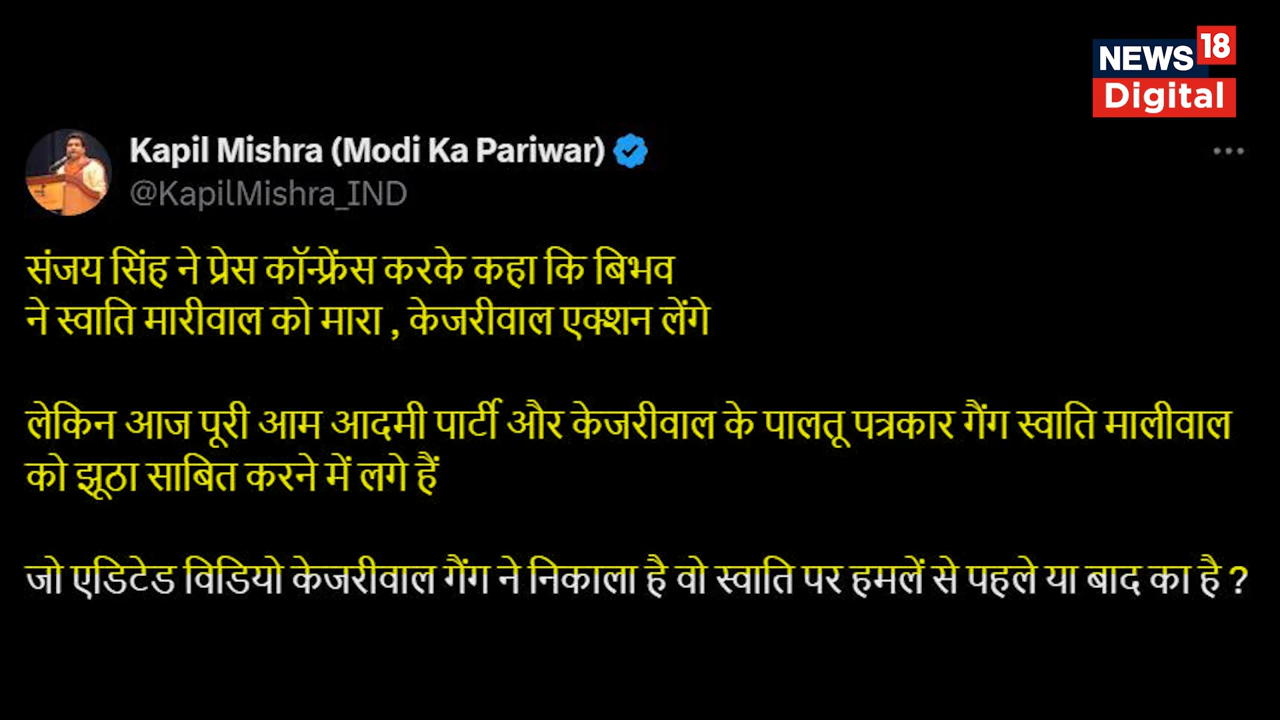 NEWS 18
Digital
Kapil Mishra (Modi Ka Pariwar)
@KapilMishra_IND
संजय सिंह ने प्रेस कॉन्फ्रेंस करके कहा कि बिभव
ने स्वाति मारीवाल को मारा , केजरीवाल एक्शन लेंगे
लेकिन आज पूरी आम आदमी पार्टी और केजरीवाल के पालतू पत्रकार गैंग स्वाति मालीवाल
को झूठा साबित करने में लगे हैं
जो एडिटेड विडियो केजरीवाल गैंग ने निकाला है वो स्वाति पर हमलें से पहले या बाद का है ?